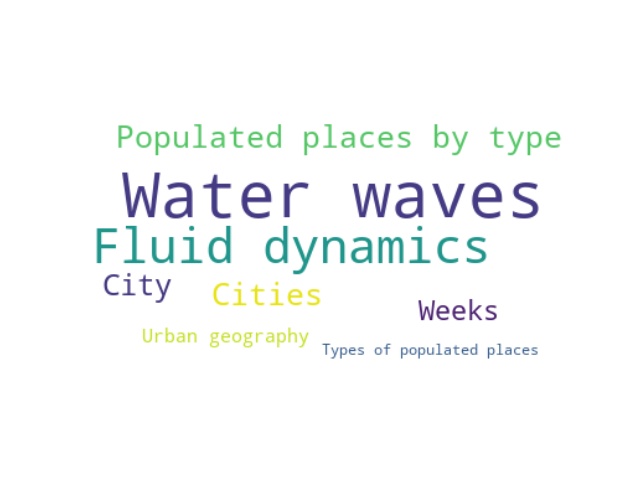 Populated places by type
Water waves
Fluid dynamics
City
Cities
Weeks
Urban geography
Types of populated places